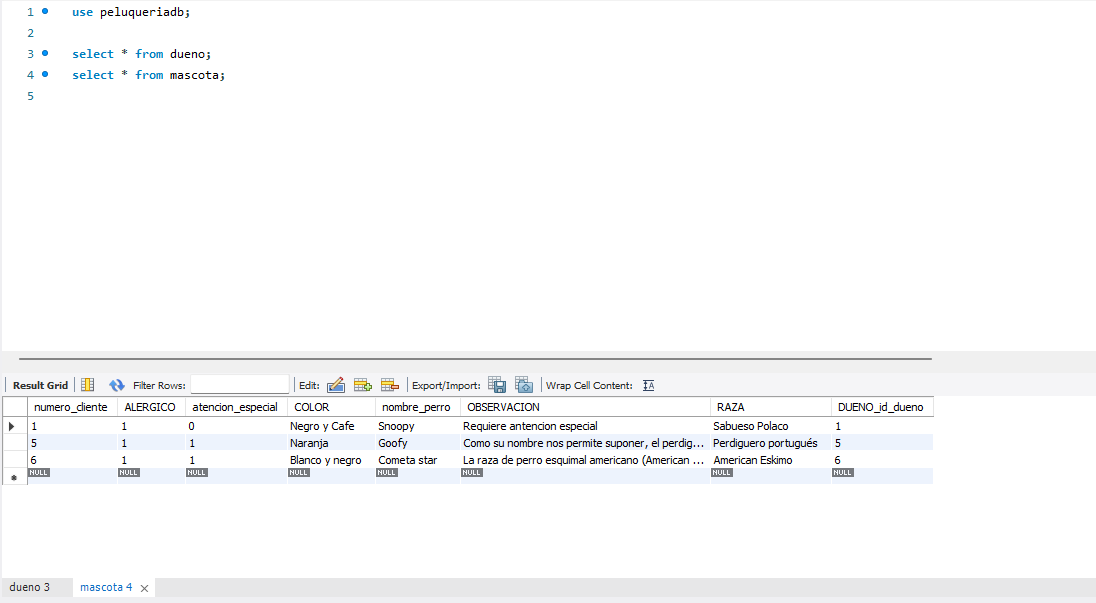 1 use peluqueriadb;
2
3 select * from dueno;
4 select * from mascota;
5
Result Grid Filter Rows: Edit: Export/Import: Wrap Cell Content:
numero_cliente ALERGICO atencion_especial COLOR nombre_perro OBSERVACION RAZA DUENO_id_dueno
1 1 0 Negro y Cafe Snoopy Requiere antencion especial Sabueso Polaco 1
5 1 1 Naranja Goofy Como su nombre nos permite suponer, el perdig... Perdiguero portugués 5
6 1 1 Blanco y negro Cometa star La raza de perro esquimal americano (American ... American Eskimo 6
NULL NULL NULL NULL NULL NULL NULL NULL
dueno 3 mascota 4